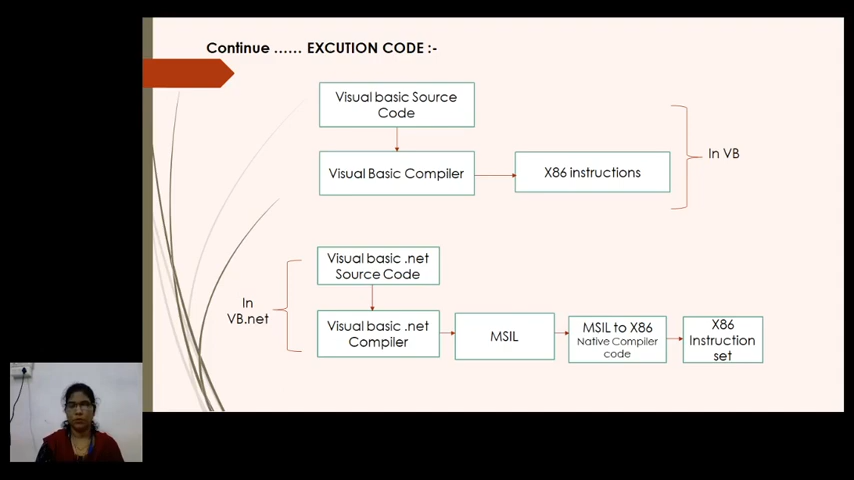 Continue …… EXCUTION CODE :-
Visual basic Source
Code
Visual Basic Compiler
X86 instructions
In VB
Visual basic .net
Source Code
In
VB.net
Visual basic .net
Compiler
MSIL
MSIL to X86
Native Compiler
code
X86
Instruction
set